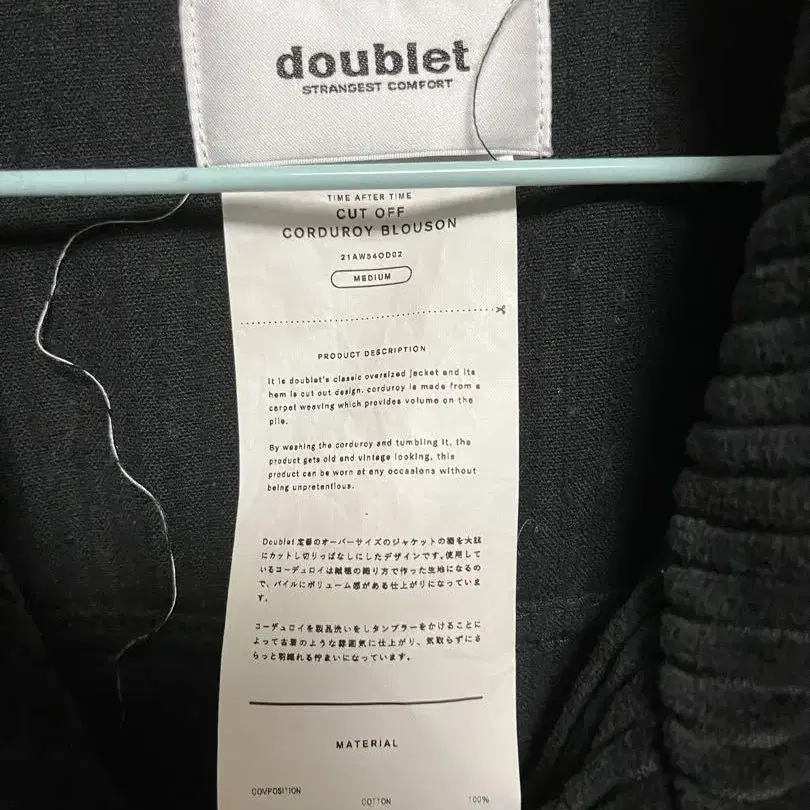 doublet
STRANGEST COMFORT
TIME AFTER TIME
CUT OFF
CORDUROY BLOUSON
21AWS60D02
MEDIUM
PRODUCT DESCRIPTION
It is doublet's classic oversized jacket and its
hem is cut out design. corduroy is made from a
carpet weaving which provides volume on the
pile.
By washing the corduroy and tumbling it, the
product gets old and vintage looking, this
product can be worn at any occasions without
being unpretentious.
Doublet定番のオーバーサイズのジャケットの裾を大胆
にカットし切りっぱなしにしたデザインです。使用して
いるコーデュロイは絨毯の織り方で作った生地になるの
で、パイルにボリューム感がある仕上がりになっていま
す。
コーデュロイを製品洗いをしタンブラーをかけることに
よって古着のような雰囲気に仕上がり、気取らずにさ
らっと羽織れる佇まいになっています。
MATERIAL
COMPOSITION
COTTON 100%